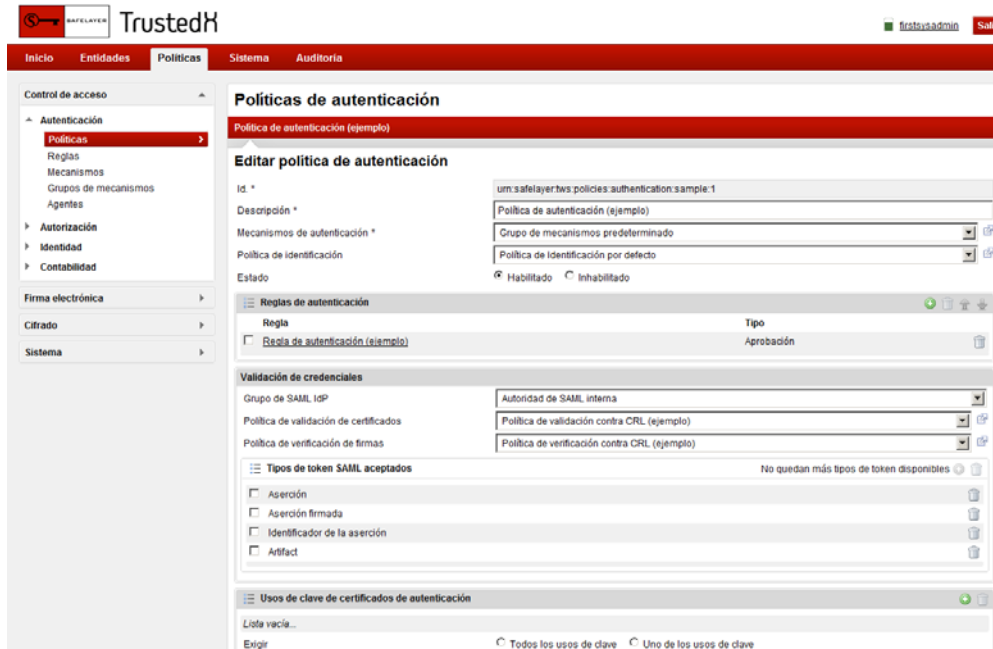 S SAFELAYER TrustedX
firstsysadmin
Inicio Entidades Políticas Sistema Auditoría
Control de acceso
Autenticación
Políticas
Reglas
Mecanismos
Grupos de mecanismos
Agentes
Autorización
Identidad
Contabilidad
Firma electrónica
Cifrado
Sistema
Políticas de autenticación
Política de autenticación (ejemplo)
Editar política de autenticación
Id. * urn:safelayer:tws:policies:authentication:sample:1
Descripción * Política de autenticación (ejemplo)
Mecanismos de autenticación * Grupo de mecanismos predeterminado
Política de identificación Política de Identificación por defecto
Estado Habilitado Inhabilitado
Reglas de autenticación
Regla Tipo
Regla de autenticación (ejemplo) Aprobación
Validación de credenciales
Grupo de SAML IdP Autoridad de SAML interna
Política de validación de certificados Política de validación contra CRL (ejemplo)
Política de verificación de firmas Política de verificación contra CRL (ejemplo)
Tipos de token SAML aceptados No quedan más tipos de token disponibles
Aserción
Aserción firmada
Identificador de la aserción
Artifact
Usos de clave de certificados de autenticación
Lista vacía...
Exigir Todos los usos de clave Uno de los usos de clave